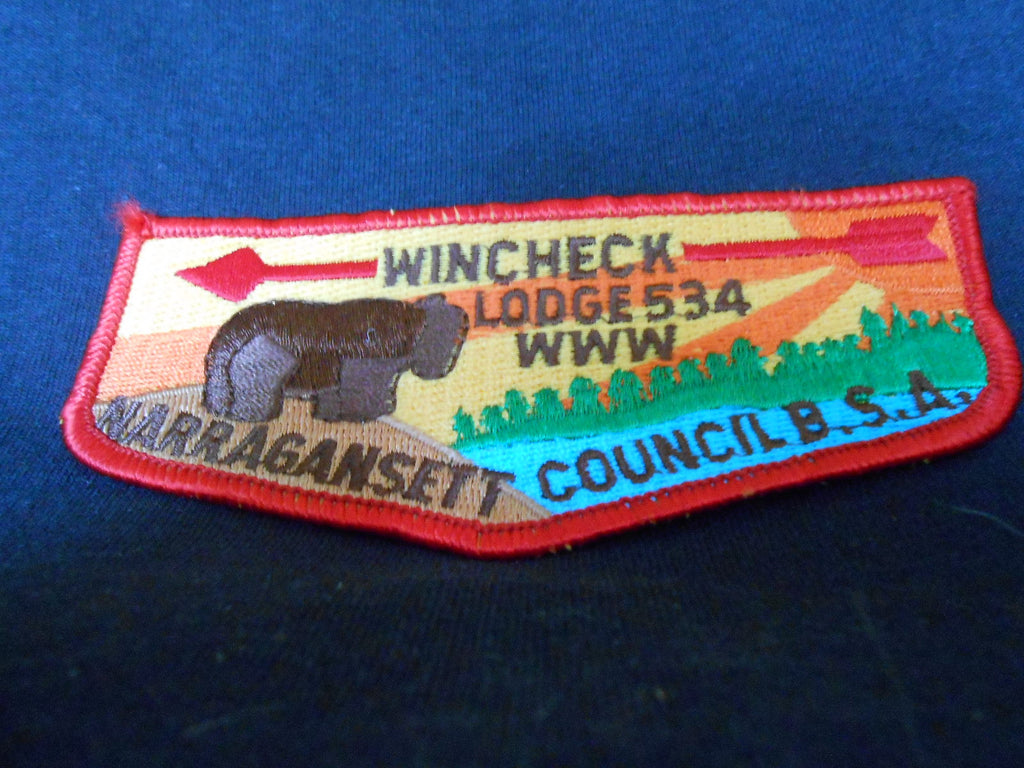 WINCHECK
LODGE 534
WWW
NARRAGANSETT COUNCIL B.S.A.